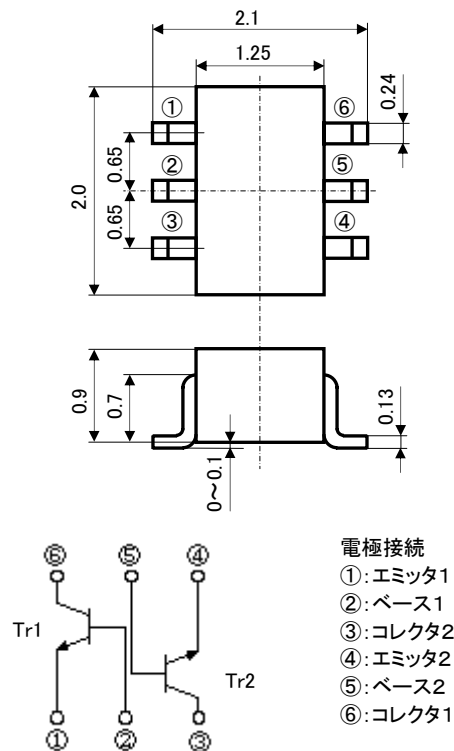 2.1
1.25
① ⑥
0.24
0.65
② ⑤
2.0
0.65
③ ④
0.9
0.7
0.13
0～0.1
⑥ ⑤ ④
Tr1
Tr2
① ② ③
電極接続
①:エミッタ1
②:ベース1
③:コレクタ2
④:エミッタ2
⑤:ベース2
⑥:コレクタ1